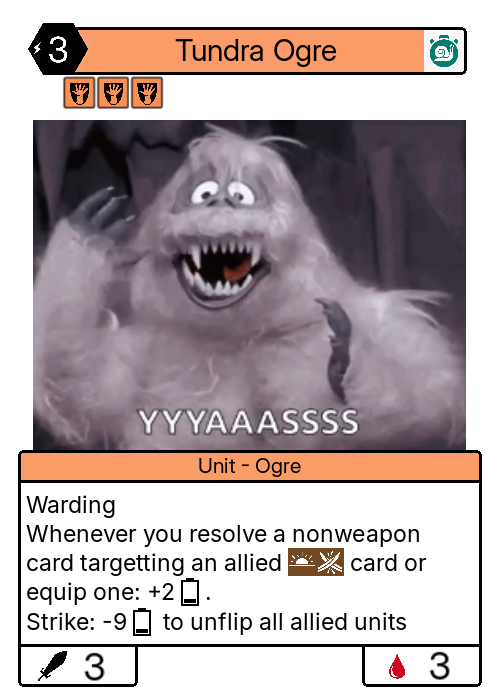 3
Tundra Ogre
YYYAAASSSS
Unit - Ogre
Warding
Whenever you resolve a nonweapon
card targetting an allied card or
equip one: +2 .
Strike: -9 to unflip all allied units
3
3